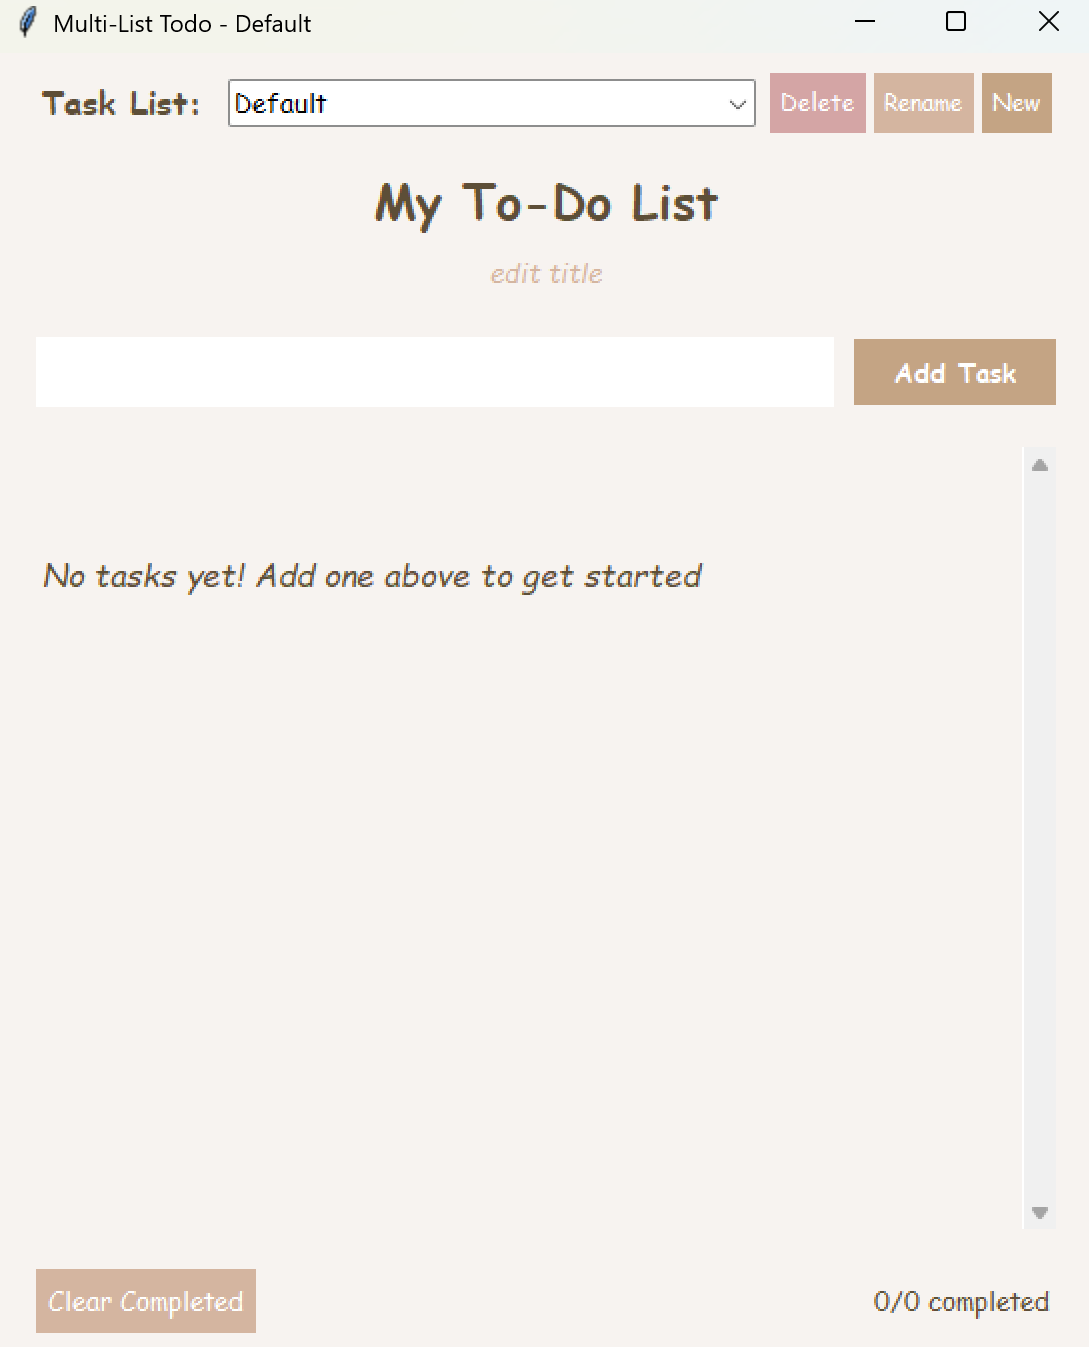 Multi-List Todo - Default
Task List: Default Delete Rename New
My To-Do List
edit title
Add Task
No tasks yet! Add one above to get started
Clear Completed 0/0 completed